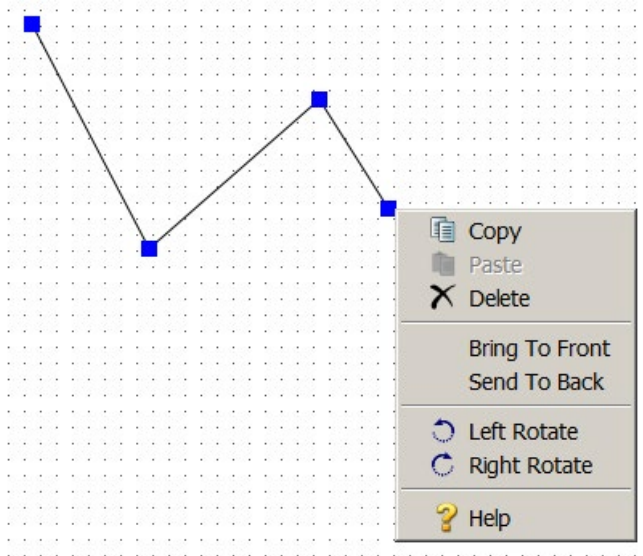 Copy
Paste
Delete
Bring To Front
Send To Back
Left Rotate
Right Rotate
Help